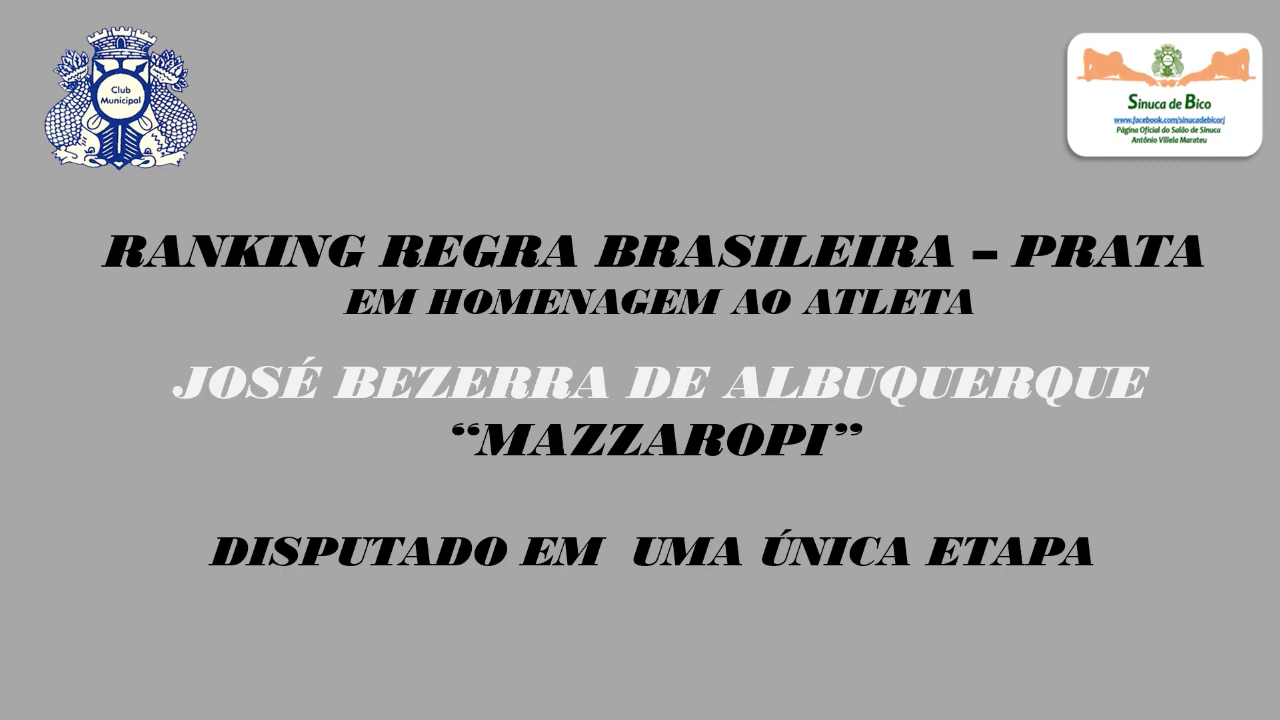 Club
Municipal
Sinuca de Bico
www.facebook.com/sinucadebicorj
Página Oficial do Salão de Sinuca
Antônio Villela Marateu
RANKING REGRA BRASILEIRA – PRATA
EM HOMENAGEM AO ATLETA
JOSÉ BEZERRA DE ALBUQUERQUE
“MAZZAROPI”
DISPUTADO EM UMA ÚNICA ETAPA